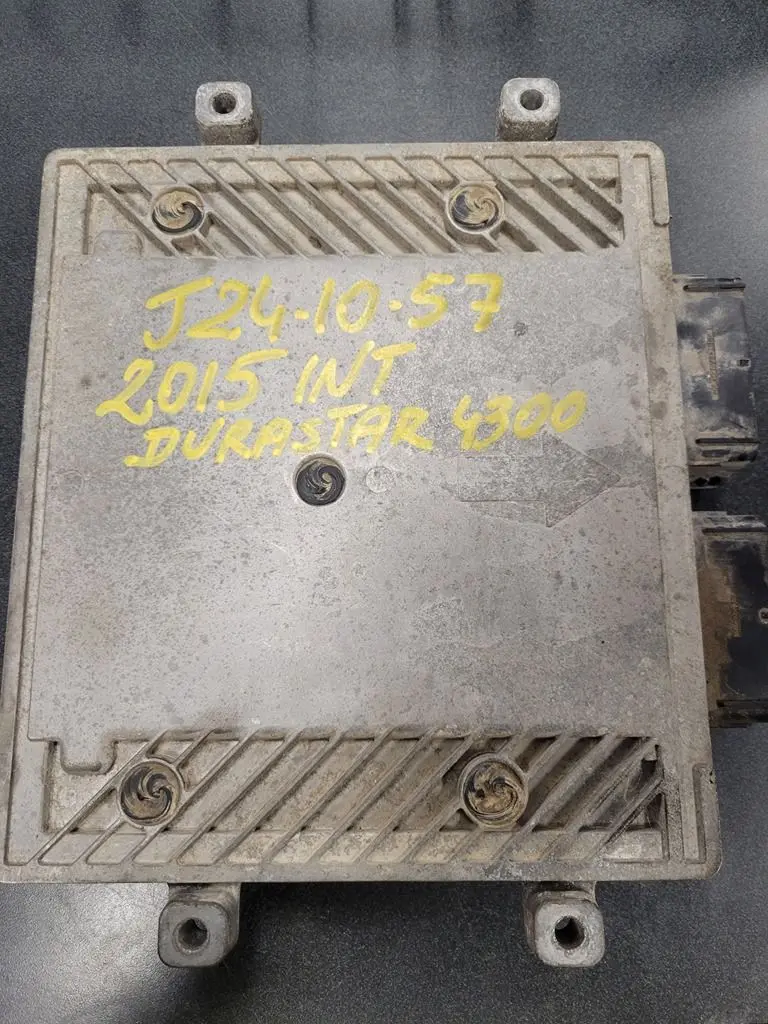 J24-10-57
2015 INT
DURASTAR 4300